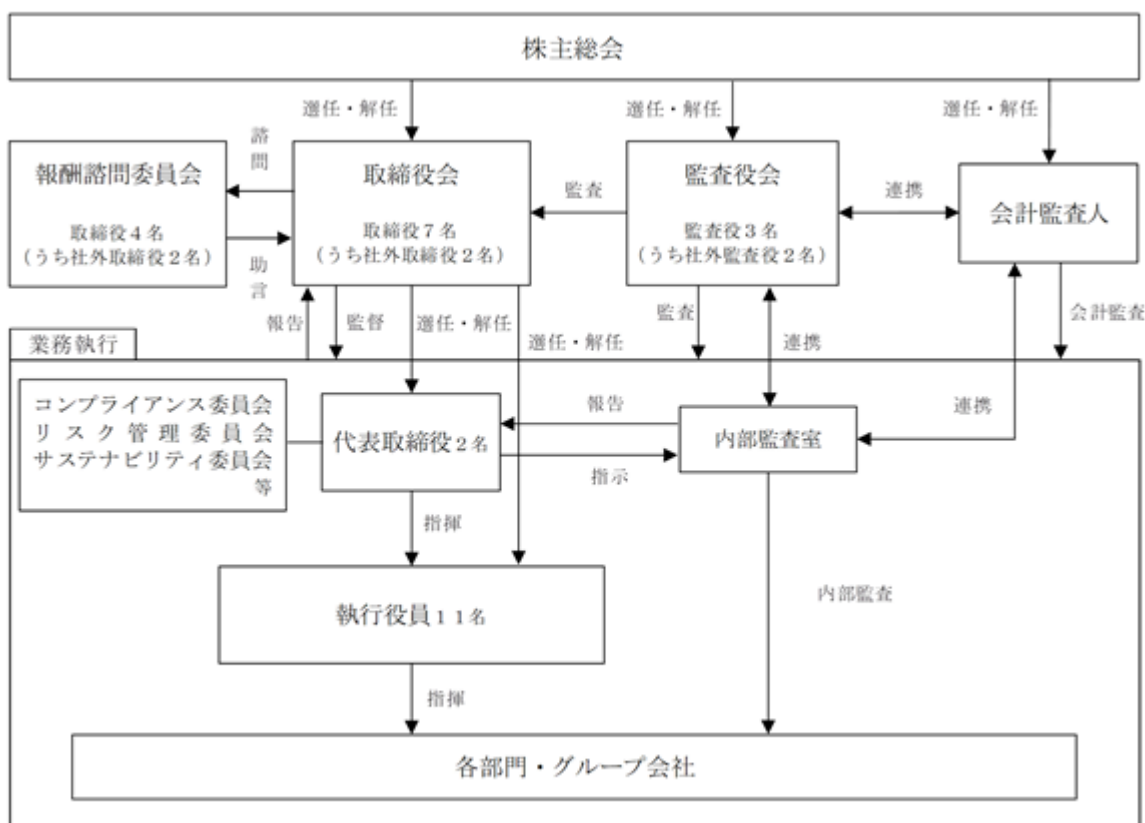 株主総会
選任・解任
選任・解任
選任・解任
報酬諮問委員会
取締役4名
(うち社外取締役2名)
諮問
助言
取締役会
取締役7名
(うち社外取締役2名)
監査
監査役会
監査役3名
(うち社外監査役2名)
連携
会計監査人
報告
監督
選任・解任
選任・解任
監査
連携
会計監査
業務執行
コンプライアンス委員会
リスク管理委員会
サステナビリティ委員会
等
代表取締役2名
報告
指示
内部監査室
連携
指揮
執行役員11名
内部監査
指揮
各部門・グループ会社